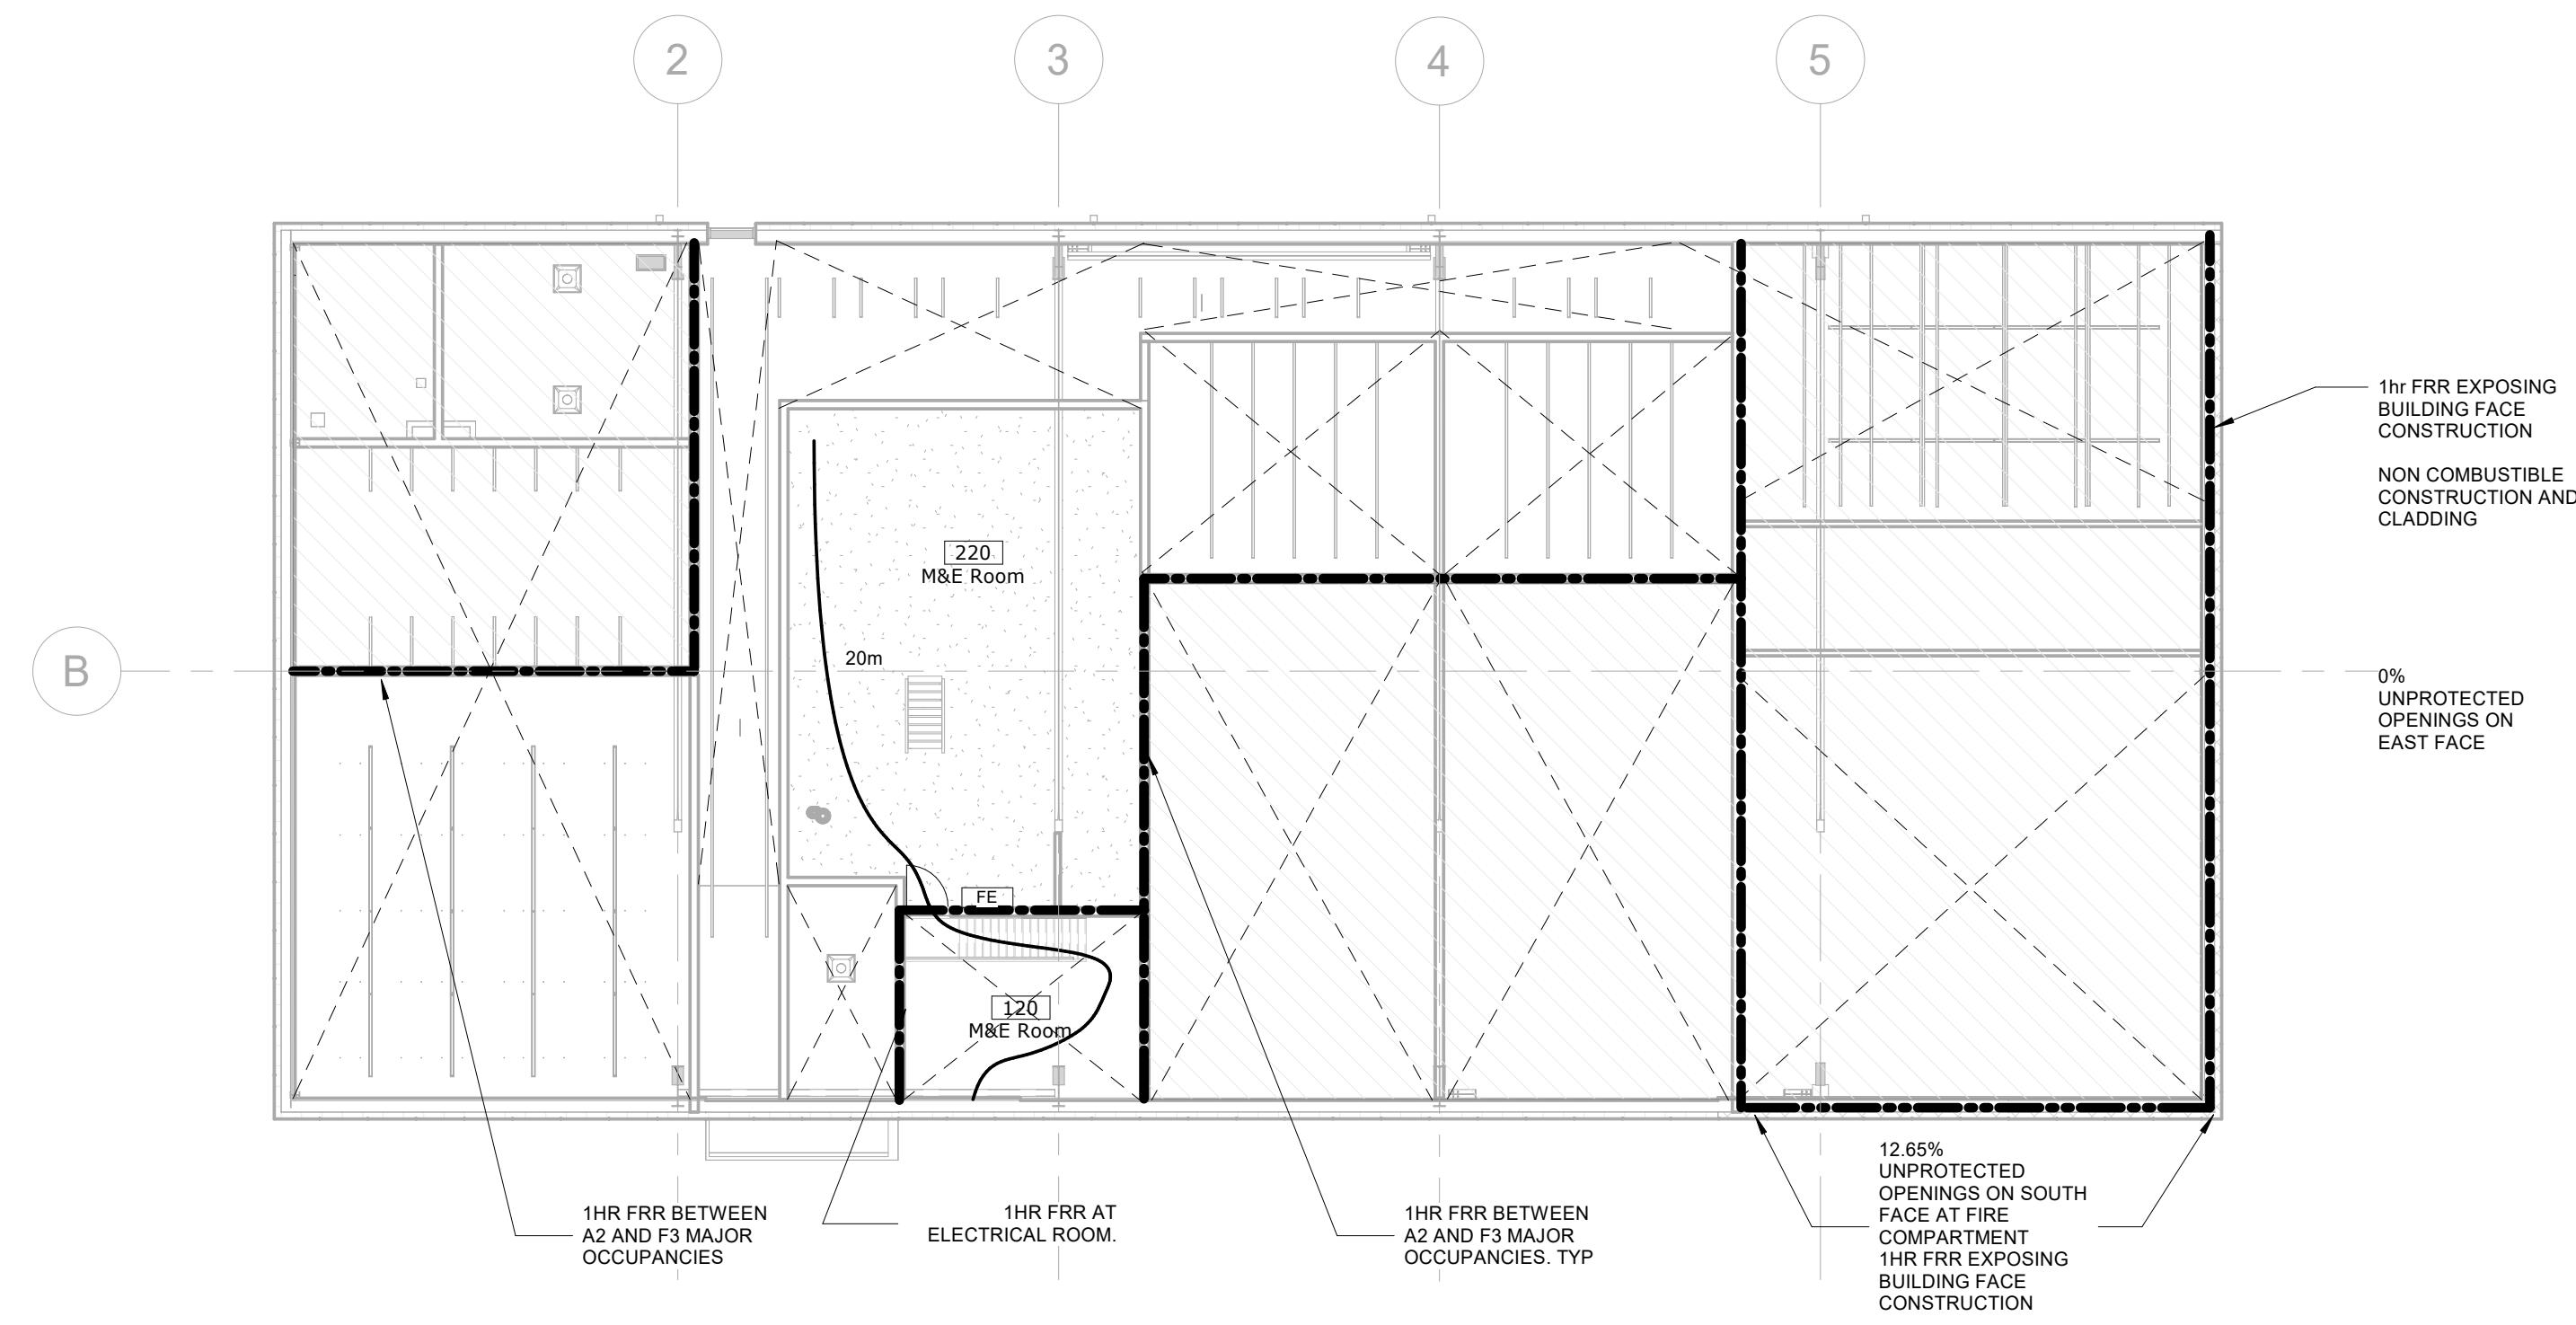 2
3
4
5
1hr FRR EXPOSING
BUILDING FACE
CONSTRUCTION
NON COMBUSTIBLE
CONSTRUCTION AND
CLADDING
220
M&E Room
20m
B
0%
UNPROTECTED
OPENINGS ON
EAST FACE
FE
120
M&E Room
1HR FRR BETWEEN
A2 AND F3 MAJOR
OCCUPANCIES
1HR FRR AT
ELECTRICAL ROOM.
1HR FRR BETWEEN
A2 AND F3 MAJOR
OCCUPANCIES. TYP
12.65%
UNPROTECTED
OPENINGS ON SOUTH
FACE AT FIRE
COMPARTMENT
1HR FRR EXPOSING
BUILDING FACE
CONSTRUCTION